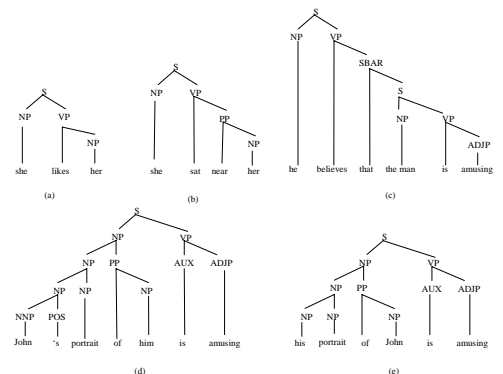 S
NP VP
NP
she likes her
(a)
S
NP VP
PP
NP
she sat near her
(b)
S
NP VP
SBAR
S
NP VP
ADJP
he believes that the man is amusing
(c)
S
NP VP
NP PP AUX ADJP
NP NP NP
NNP POS
John 's portrait of him is amusing
(d)
S
NP VP
NP PP AUX ADJP
NP NP NP
his portrait of John is amusing
(e)